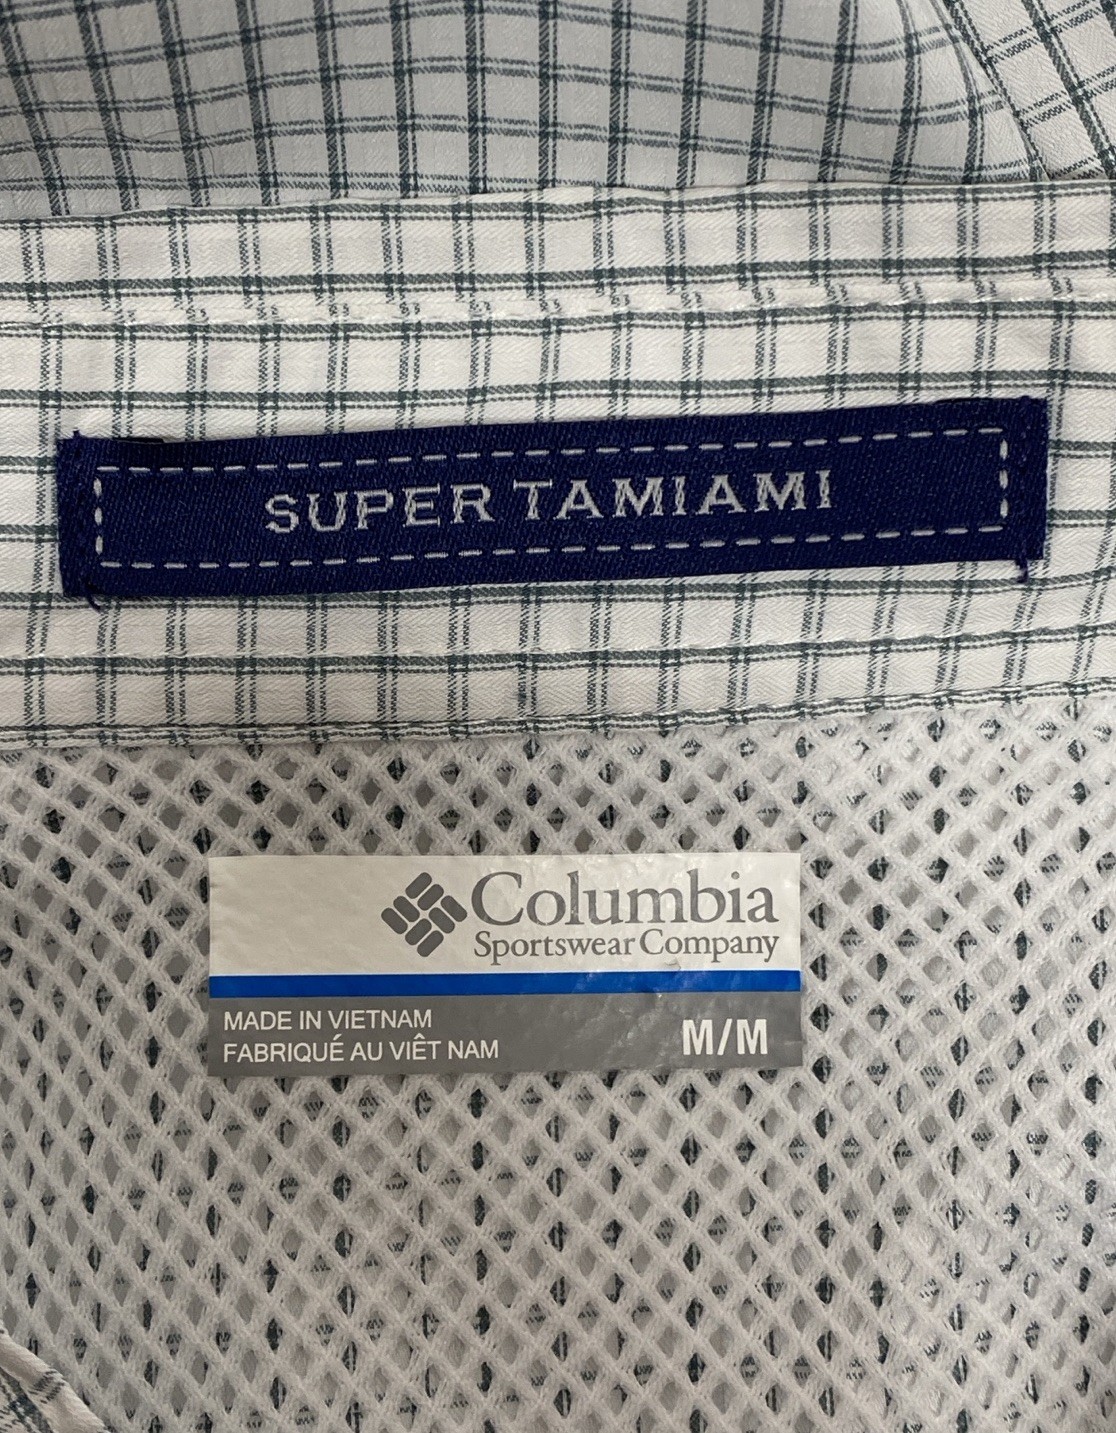 SUPER TAMIAMI
Columbia
Sportswear Company
MADE IN VIETNAM
FABRIQUÉ AU VIÊT NAM
M/M